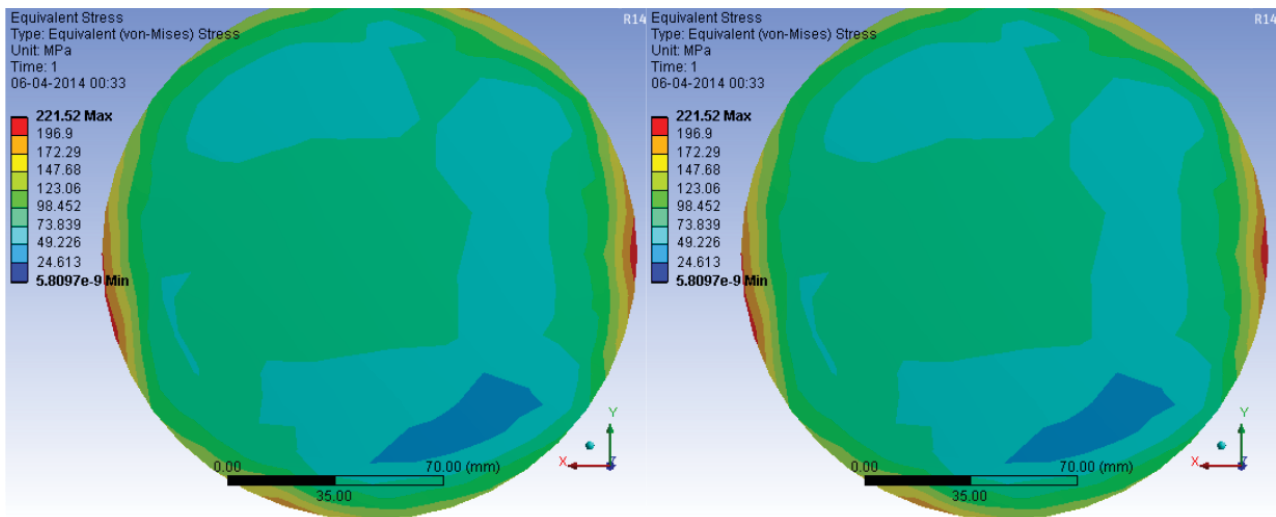 Equivalent Stress
Type: Equivalent (von-Mises) Stress
Unit: MPa
Time: 1
06-04-2014 00:33
R14
221.52 Max
196.9
172.29
147.68
123.06
98.452
73.839
49.226
24.613
5.8097e-9 Min
0.00
70.00 (mm)
35.00
Y
X
Z
Equivalent Stress
Type: Equivalent (von-Mises) Stress
Unit: MPa
Time: 1
06-04-2014 00:33
R14
221.52 Max
196.9
172.29
147.68
123.06
98.452
73.839
49.226
24.613
5.8097e-9 Min
0.00
70.00 (mm)
35.00
Y
X
Z